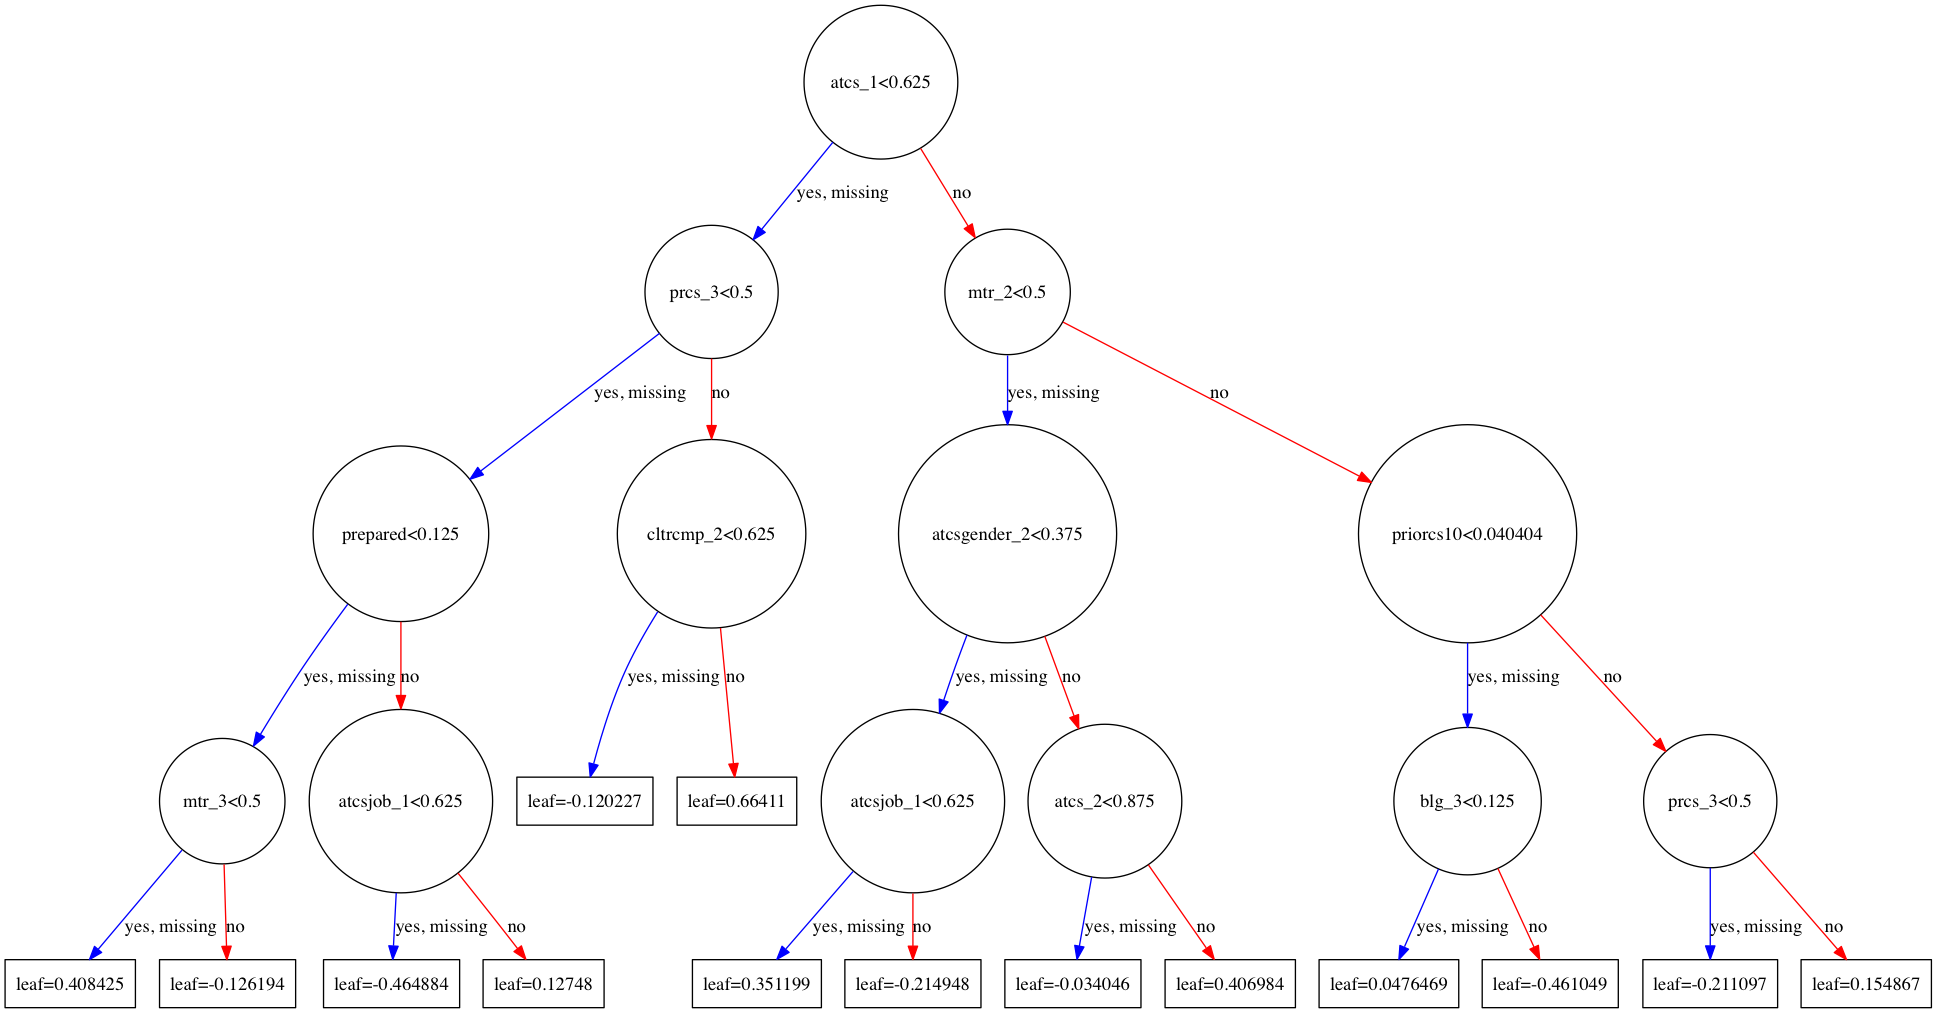 atcs_1<0.625
yes, missing
no
prcs_3<0.5
mtr_2<0.5
yes, missing
no
yes, missing
no
prepared<0.125
cltrcmp_2<0.625
atcsgender_2<0.375
priorcs10<0.040404
yes, missing
no
yes, missing
no
yes, missing
no
yes, missing
no
mtr_3<0.5
atcsjob_1<0.625
leaf=-0.120227
leaf=0.66411
atcsjob_1<0.625
atcs_2<0.875
blg_3<0.125
prcs_3<0.5
yes, missing
no
yes, missing
no
yes, missing
no
yes, missing
no
yes, missing
no
yes, missing
no
leaf=0.408425
leaf=-0.126194
leaf=-0.464884
leaf=0.12748
leaf=0.351199
leaf=-0.214948
leaf=-0.034046
leaf=0.406984
leaf=0.0476469
leaf=-0.461049
leaf=-0.211097
leaf=0.154867